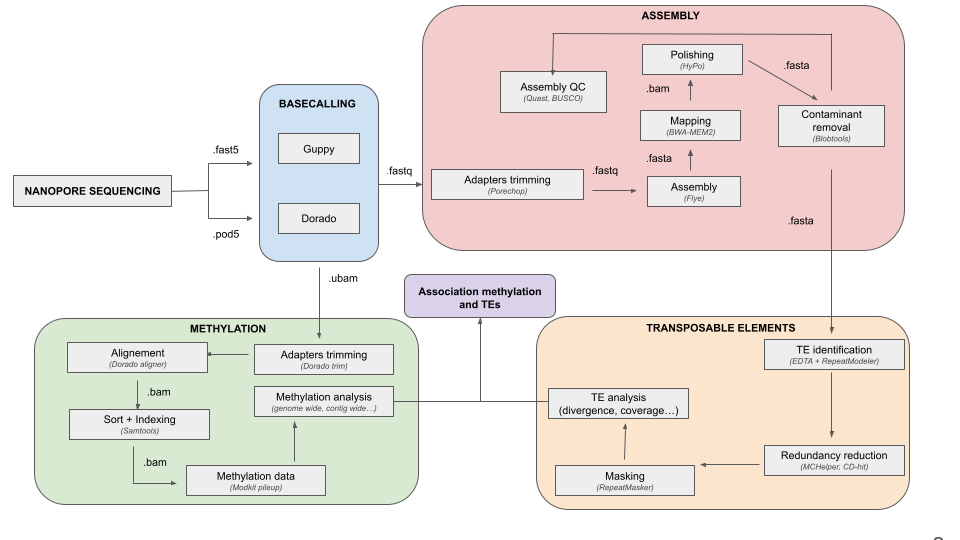 ASSEMBLY
Polishing
(HyPo)
.fasta
Assembly QC
(Quast, BUSCO)
.bam
BASECALLING
Mapping
(BWA-MEM2)
Contaminant
removal
(Blobtools)
Guppy
.fast5
.fasta
.fastq
.fastq
Adapters trimming
(Porechop)
Assembly
(Flye)
NANOPORE SEQUENCING
Dorado
.pod5
.fasta
.ubam
Association methylation
and TEs
METHYLATION
Alignement
(Dorado aligner)
Adapters trimming
(Dorado trim)
.bam
Methylation analysis
(genome wide, contig wide…)
Sort + Indexing
(Samtools)
.bam
Methylation data
(Modkit pileup)
TRANSPOSABLE ELEMENTS
TE identification
(EDTA + RepeatModeler)
TE analysis
(divergence, coverage…)
Redundancy reduction
(MCHelper, CD-hit)
Masking
(RepeatMasker)